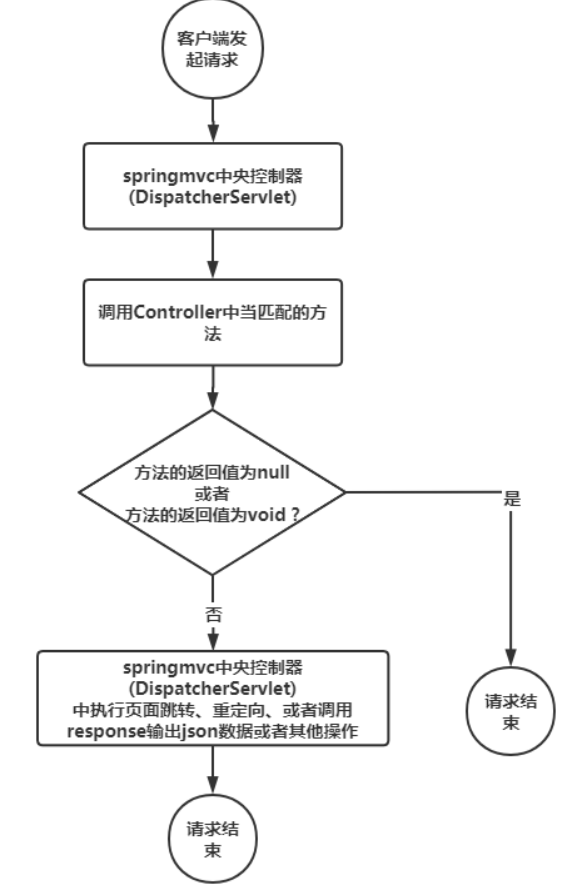 客户端发
起请求
springmvc中央控制器
(DispatcherServlet)
调用Controller中当匹配的方
法
方法的返回值为null
或者
方法的返回值为void ?
是
否
springmvc中央控制器
(DispatcherServlet)
中执行页面跳转、重定向、或者调用
response输出json数据或者其他操作
请求结
束
请求结
束